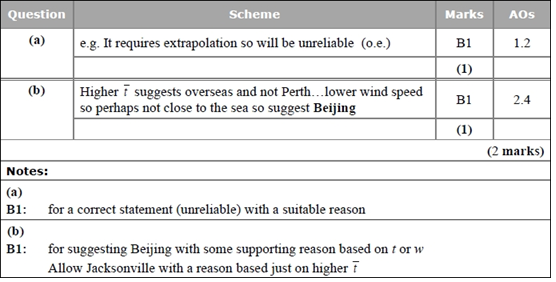 Question Scheme Marks AOs
(a) e.g. It requires extrapolation so will be unreliable (o.e.) B1 1.2
(1)
(b) Higher t̄ suggests overseas and not Perth…lower wind speed
so perhaps not close to the sea so suggest Beijing B1 2.4
(1)
(2 marks)
Notes:
(a)
B1: for a correct statement (unreliable) with a suitable reason
(b)
B1: for suggesting Beijing with some supporting reason based on t or w
Allow Jacksonville with a reason based just on higher t̄